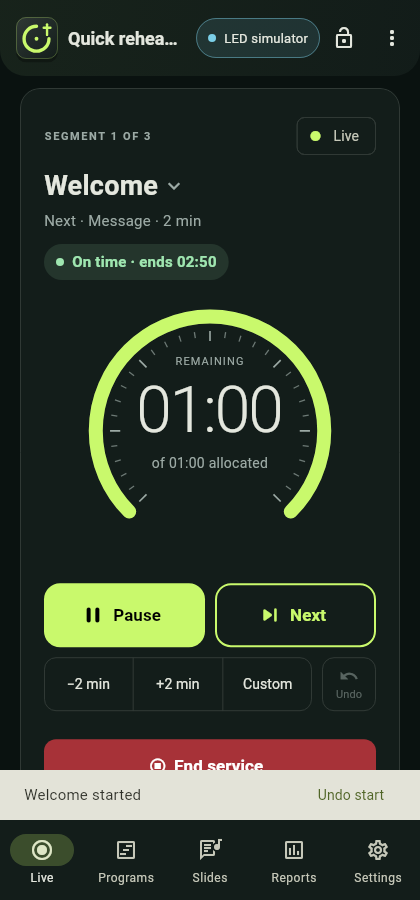 Quick rehea...
LED simulator
SEGMENT 1 OF 3
Live
Welcome
Next · Message · 2 min
On time · ends 02:50
REMAINING
01:00
of 01:00 allocated
Pause
Next
−2 min
+2 min
Custom
Undo
End service
Welcome started
Undo start
Live
Programs
Slides
Reports
Settings